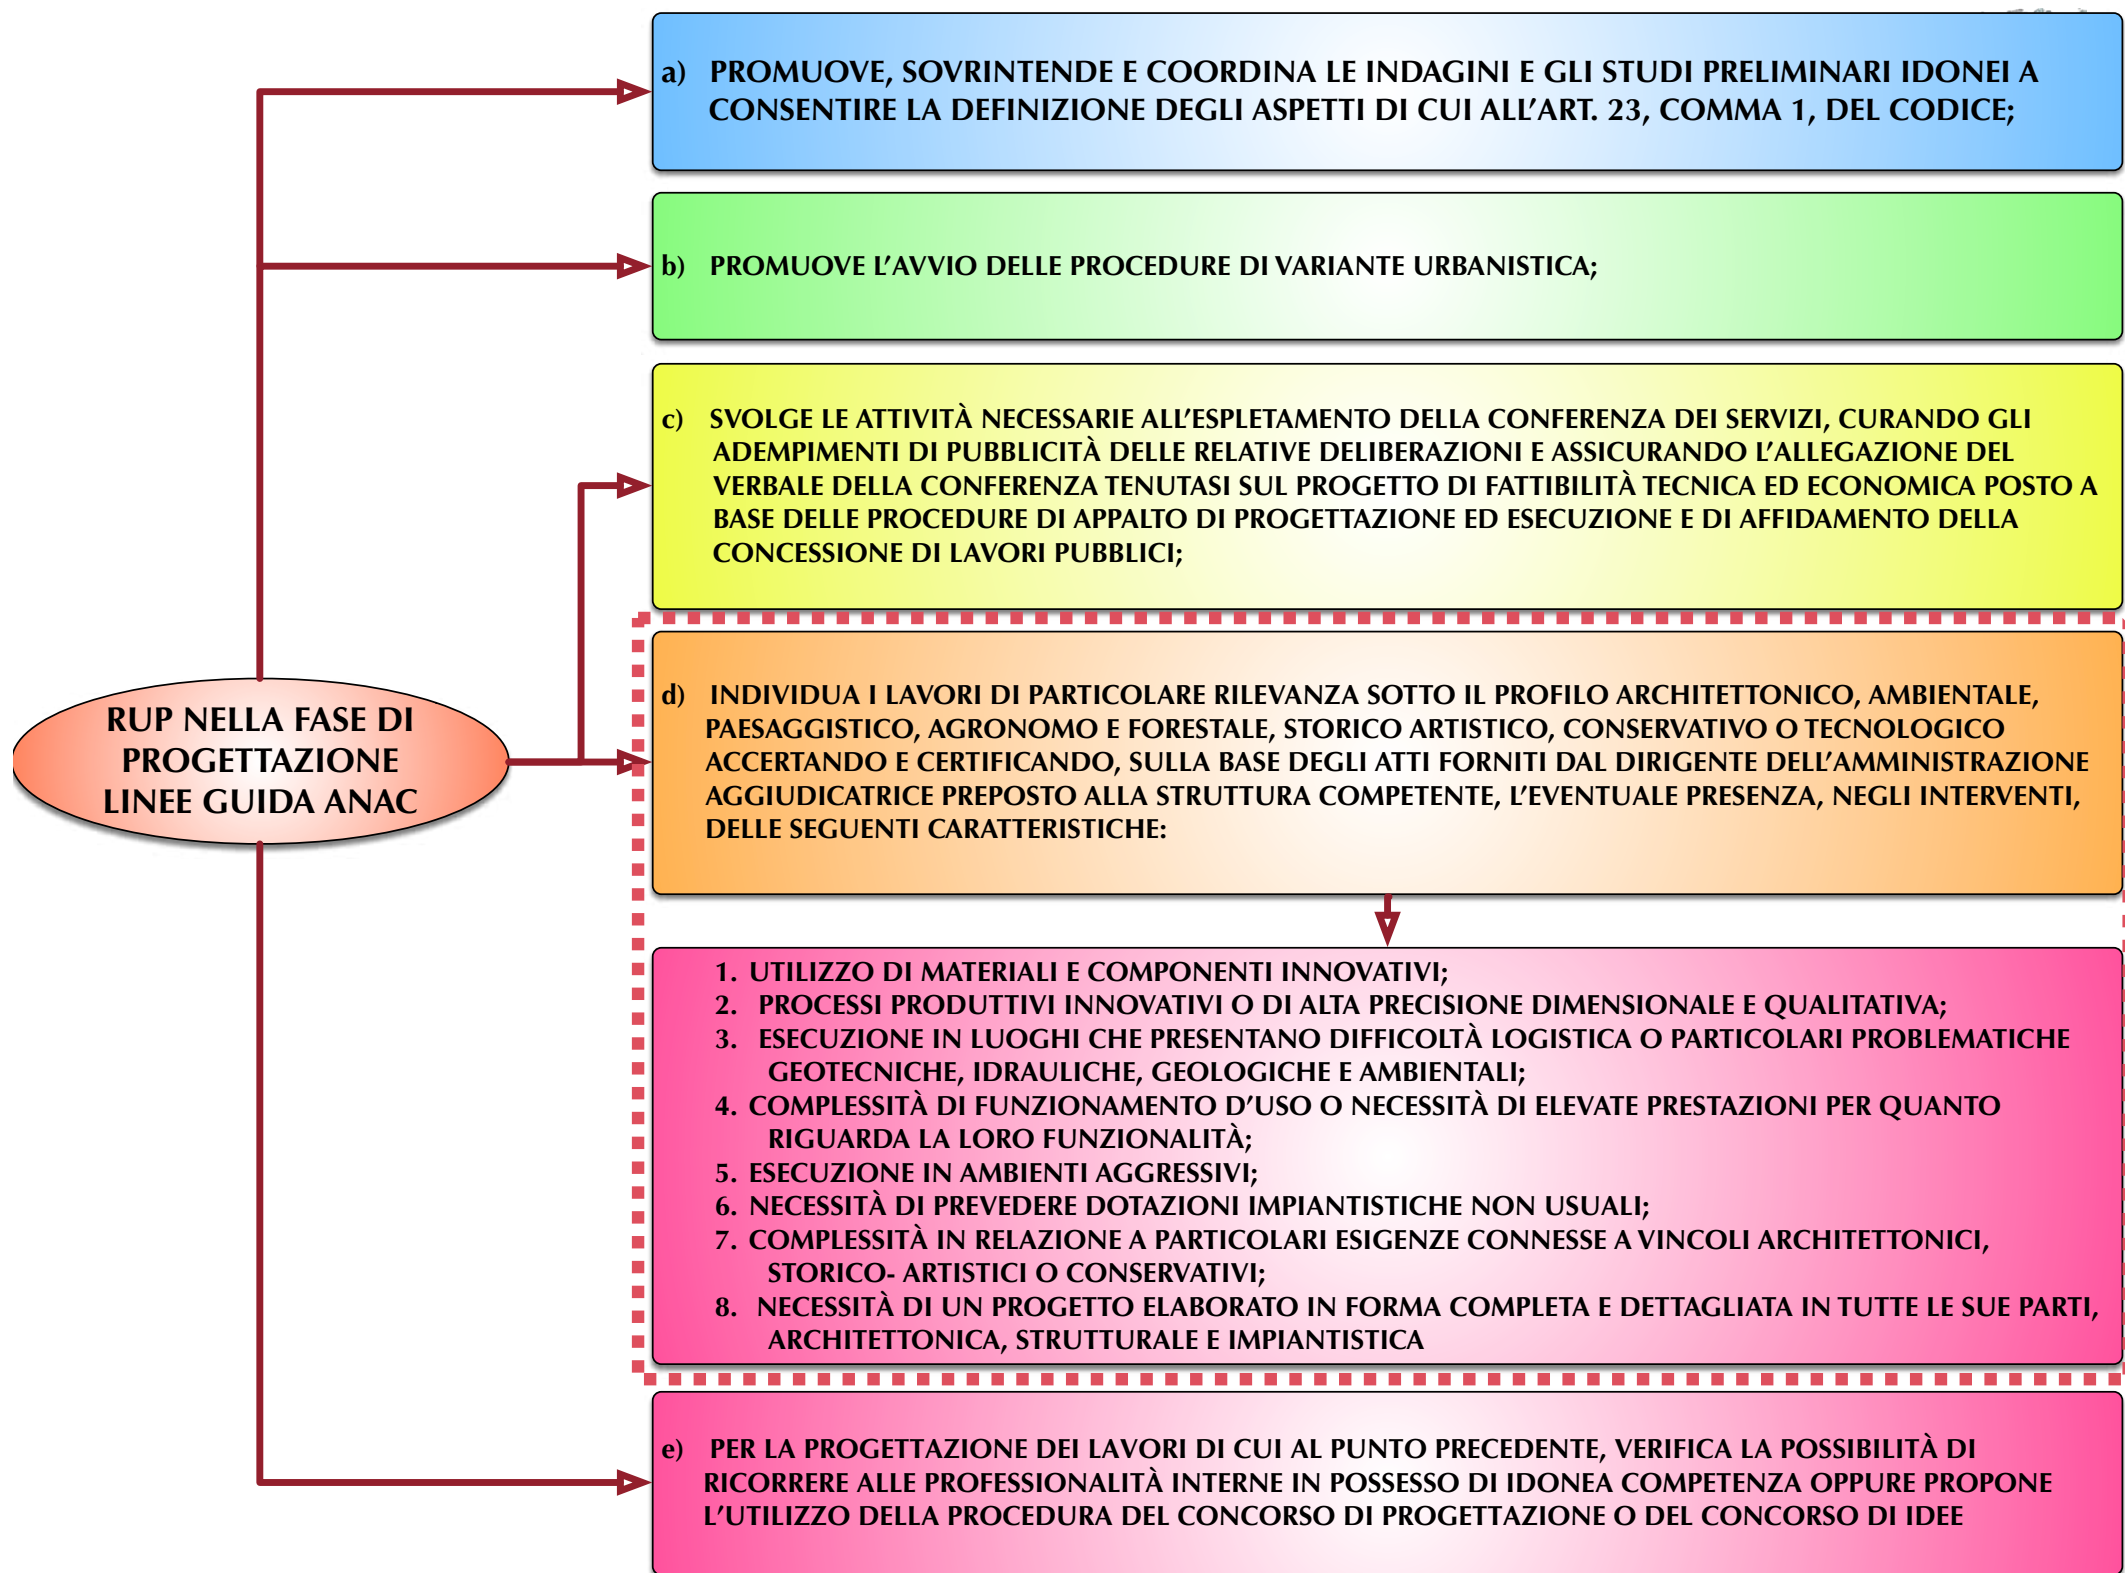 a) PROMUOVE, SOVRINTENDE E COORDINA LE INDAGINI E GLI STUDI PRELIMINARI IDONEI A
CONSENTIRE LA DEFINIZIONE DEGLI ASPETTI DI CUI ALL’ART. 23, COMMA 1, DEL CODICE;
b) PROMUOVE L’AVVIO DELLE PROCEDURE DI VARIANTE URBANISTICA;
c) SVOLGE LE ATTIVITÀ NECESSARIE ALL’ESPLETAMENTO DELLA CONFERENZA DEI SERVIZI, CURANDO GLI
ADEMPIMENTI DI PUBBLICITÀ DELLE RELATIVE DELIBERAZIONI E ASSICURANDO L’ALLEGAZIONE DEL
VERBALE DELLA CONFERENZA TENUTASI SUL PROGETTO DI FATTIBILITÀ TECNICA ED ECONOMICA POSTO A
BASE DELLE PROCEDURE DI APPALTO DI PROGETTAZIONE ED ESECUZIONE E DI AFFIDAMENTO DELLA
CONCESSIONE DI LAVORI PUBBLICI;
RUP NELLA FASE DI
PROGETTAZIONE
LINEE GUIDA ANAC
d) INDIVIDUA I LAVORI DI PARTICOLARE RILEVANZA SOTTO IL PROFILO ARCHITETTONICO, AMBIENTALE,
PAESAGGISTICO, AGRONOMO E FORESTALE, STORICO ARTISTICO, CONSERVATIVO O TECNOLOGICO
ACCERTANDO E CERTIFICANDO, SULLA BASE DEGLI ATTI FORNITI DAL DIRIGENTE DELL’AMMINISTRAZIONE
AGGIUDICATRICE PREPOSTO ALLA STRUTTURA COMPETENTE, L’EVENTUALE PRESENZA, NEGLI INTERVENTI,
DELLE SEGUENTI CARATTERISTICHE:
1. UTILIZZO DI MATERIALI E COMPONENTI INNOVATIVI;
2. PROCESSI PRODUTTIVI INNOVATIVI O DI ALTA PRECISIONE DIMENSIONALE E QUALITATIVA;
3. ESECUZIONE IN LUOGHI CHE PRESENTANO DIFFICOLTÀ LOGISTICA O PARTICOLARI PROBLEMATICHE
GEOTECNICHE, IDRAULICHE, GEOLOGICHE E AMBIENTALI;
4. COMPLESSITÀ DI FUNZIONAMENTO D’USO O NECESSITÀ DI ELEVATE PRESTAZIONI PER QUANTO
RIGUARDA LA LORO FUNZIONALITÀ;
5. ESECUZIONE IN AMBIENTI AGGRESSIVI;
6. NECESSITÀ DI PREVEDERE DOTAZIONI IMPIANTISTICHE NON USUALI;
7. COMPLESSITÀ IN RELAZIONE A PARTICOLARI ESIGENZE CONNESSE A VINCOLI ARCHITETTONICI,
STORICO- ARTISTICI O CONSERVATIVI;
8. NECESSITÀ DI UN PROGETTO ELABORATO IN FORMA COMPLETA E DETTAGLIATA IN TUTTE LE SUE PARTI,
ARCHITETTONICA, STRUTTURALE E IMPIANTISTICA
e) PER LA PROGETTAZIONE DEI LAVORI DI CUI AL PUNTO PRECEDENTE, VERIFICA LA POSSIBILITÀ DI
RICORRERE ALLE PROFESSIONALITÀ INTERNE IN POSSESSO DI IDONEA COMPETENZA OPPURE PROPONE
L’UTILIZZO DELLA PROCEDURA DEL CONCORSO DI PROGETTAZIONE O DEL CONCORSO DI IDEE